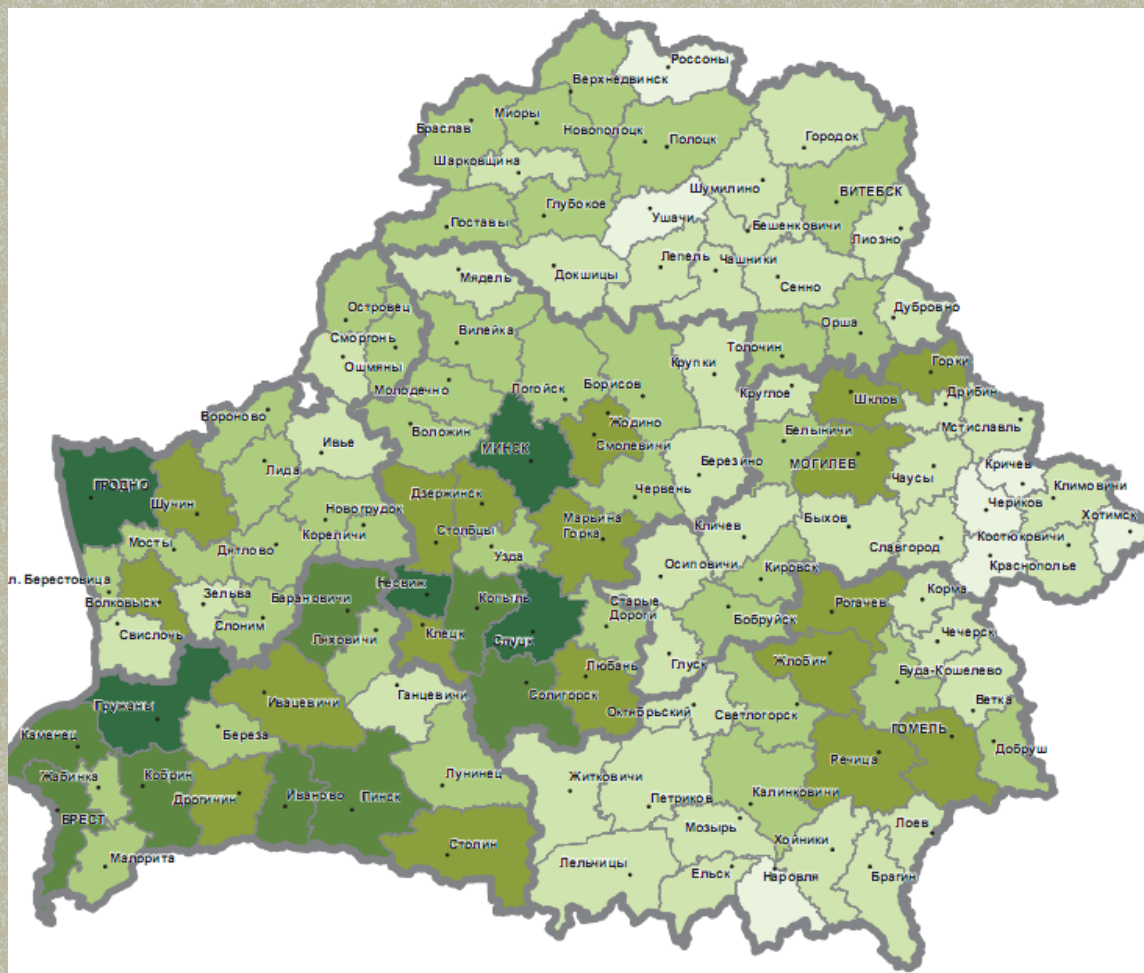 Россоны
Верхнедвинск
Миоры
Браслав
Новополоцк
Полоцк
Городок
Шарковщина
Шумилино
ВИТЕБСК
Глубокое
Ушачи
Поставы
Бешенковичи
Лиозно
Лепель
Чашники
Докшицы
Мядель
Сенно
Островец
Дубровно
Орша
Вилейка
Сморгонь
Толочин
Крупки
Ошмяны
Горки
Молодечно
Логойск
Борисов
Круглое
Шклов
Дрибин
Вороново
Жодино
Мстиславль
Воложин
Ивье
Белыничи
МИНСК
Смолевичи
Березино
МОГИЛЕВ
Кричев
Лида
Чаусы
Климовичи
ГРОДНО
Дзержинск
Червень
Чериков
Щучин
Новогрудок
Марьина
Горка
Кличев
Быхов
Хотимск
Столбцы
Кореличи
Костюковичи
Мосты
Дятлово
Узда
Славгород
Осиповичи
Краснополье
л. Берестовица
Несвиж
Кировск
Зельва
Барановичи
Корма
Волковыск
Копыль
Старые
Дороги
Рогачев
Слоним
Бобруйск
Свислочь
Клецк
Слуцк
Чечерск
Ляховичи
Жлобин
Любань
Глуск
Буда-Кошелево
Солигорск
Ганцевичи
Ивацевичи
Ветка
Пружаны
Октябрьский
Светлогорск
Береза
ГОМЕЛЬ
Каменец
Добруш
Речица
Лунинец
Житковичи
Жабинка
Кобрин
Калинковичи
Дрогичин
Иваново
Пинск
Петриков
БРЕСТ
Лоев
Мозырь
Хойники
Столин
Малорита
Лельчицы
Ельск
Наровля
Брагин